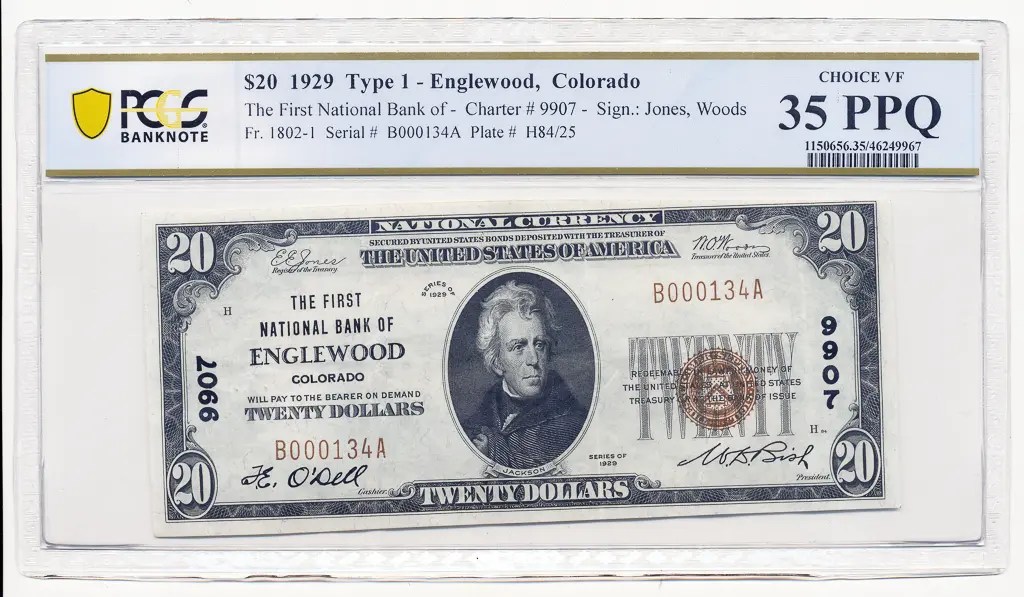 PCGS
BANKNOTE
$20 1929 Type 1 - Englewood, Colorado
The First National Bank of - Charter # 9907 - Sign.: Jones, Woods
Fr. 1802-1 Serial # B000134A Plate # H84/25
CHOICE VF
35 PPQ
1150656.35/46249967
NATIONAL CURRENCY
SECURED BY UNITED STATES BONDS DEPOSITED WITH THE TREASURER OF
THE UNITED STATES OF AMERICA
20
20
E E Jones
Register of the Treasury
W.O. Woods
Treasurer of the United States
SERIES OF
1929
H
THE FIRST
NATIONAL BANK OF
ENGLEWOOD
COLORADO
WILL PAY TO THE BEARER ON DEMAND
TWENTY DOLLARS
B000134A
9907
9907
TWENTY
REDEEMABLE IN LAWFUL MONEY OF
THE UNITED STATES AT UNITED STATES
TREASURY OR AT THE BANK OF ISSUE
B000134A
H
F.E. O'Dell
Cashier.
JACKSON
SERIES OF
1929
W.D. Bish
President.
20
TWENTY DOLLARS
20